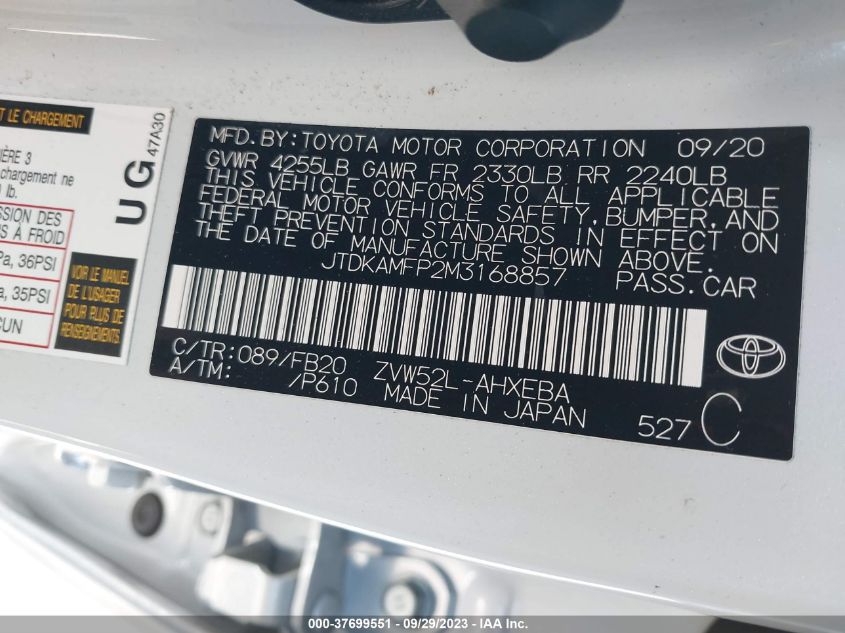 ET LE CHARGEMENT
IÈRE 3
chargement ne
lb.
SSION DES
S À FROID
Pa, 36PSI
a, 35PSI
CUN
VOIR LE MANUEL
DE L'USAGER
POUR PLUS DE
RENSEIGNEMENTS
UG
47A30
MFD. BY: TOYOTA MOTOR CORPORATION 09/20
GVWR 4255LB GAWR FR 2330LB RR 2240LB
THIS VEHICLE CONFORMS TO ALL APPLICABLE
FEDERAL MOTOR VEHICLE SAFETY, BUMPER, AND
THEFT PREVENTION STANDARDS IN EFFECT ON
THE DATE OF MANUFACTURE SHOWN ABOVE.
JTDKAMFP2M3168857 PASS. CAR
C/TR: 089/FB20 ZVW52L-AHXEBA
A/TM: /P610 MADE IN JAPAN
527 C
000-37699551 - 09/29/2023 - IAAI.COM